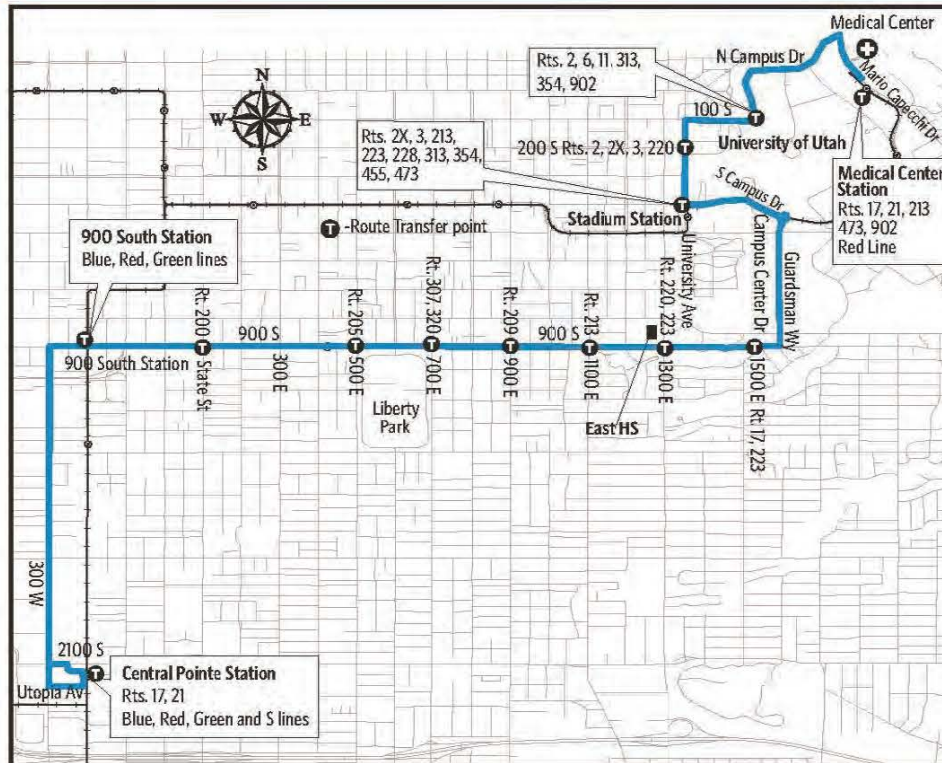 Medical Center
N Campus Dr
Mario Capecchi Dr
Rts. 2, 6, 11. 313,
354, 902
N
W E
S
100 S
T
University of Utah
T
Rts. 2X, 3, 213,
223, 228, 313, 354,
455, 473
200 S Rts. 2, 2X, 3, 220
T
Medical Center
Station
Rts. 17, 21, 213
473, 902
Red Line
S Campus Dr
Stadium Station
T
T -Route Transfer point
900 South Station
Blue, Red, Green lines
University Ave
Campus Center Dr
Guardsman Wy
Rt. 200
Rt. 205
Rt. 307, 320
Rt. 209
Rt. 213
Rt. 220, 223
900 S
900 S
T
T
T
T
T
T
T
T
900 South Station
State St
300 E
500 E
700 E
900 E
1100 E
1300 E
1500 E Rt. 17, 223
Liberty
Park
East HS
300 W
2100 S
T
Central Pointe Station
Rts. 17, 21
Blue, Red, Green and S lines
Utopia Av